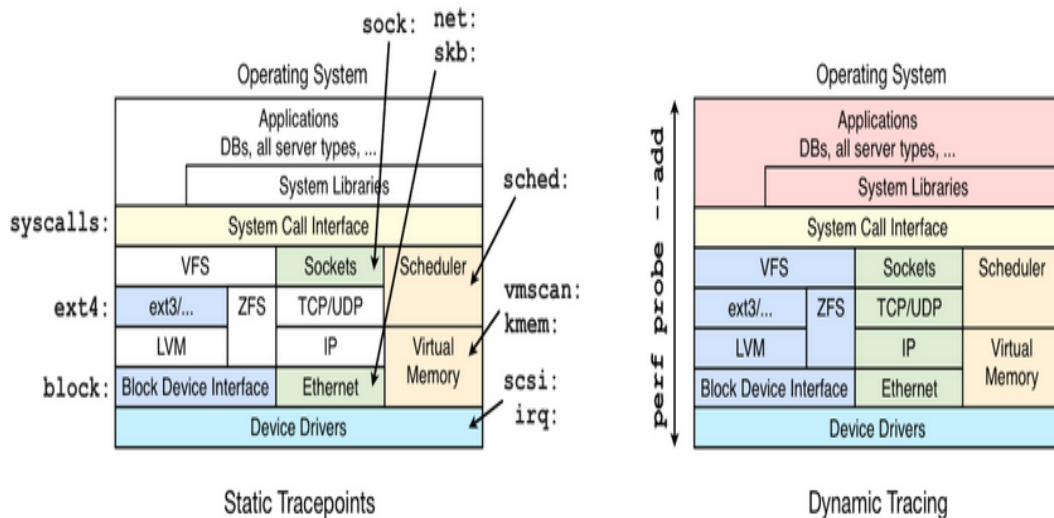 sock:
net:
skb:
Operating System
Applications
DBs, all server types, ...
System Libraries
sched:
syscalls:
System Call Interface
VFS
Sockets
Scheduler
ext4:
ext3/...
ZFS
TCP/UDP
vmscan:
kmem:
LVM
IP
Virtual
Memory
block:
Block Device Interface
Ethernet
scsi:
irq:
Device Drivers
Static Tracepoints
Operating System
perf probe --add
Applications
DBs, all server types, ...
System Libraries
System Call Interface
VFS
Sockets
Scheduler
ext3/...
ZFS
TCP/UDP
LVM
IP
Virtual
Memory
Block Device Interface
Ethernet
Device Drivers
Dynamic Tracing